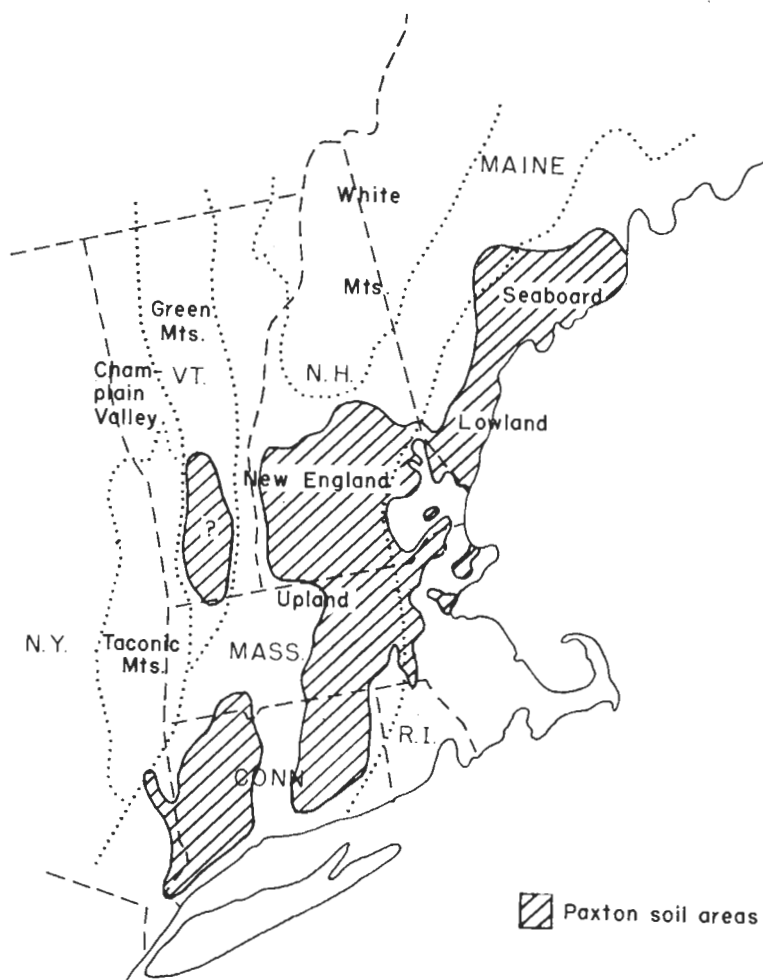 MAINE
White
Mts.
Seaboard
Green
Mts.
VT.
N.H.
Cham-
plain
Valley
Lowland
New England
?
Upland
N.Y.
Taconic
Mts.
MASS.
R.I.
CONN
Paxton soil areas